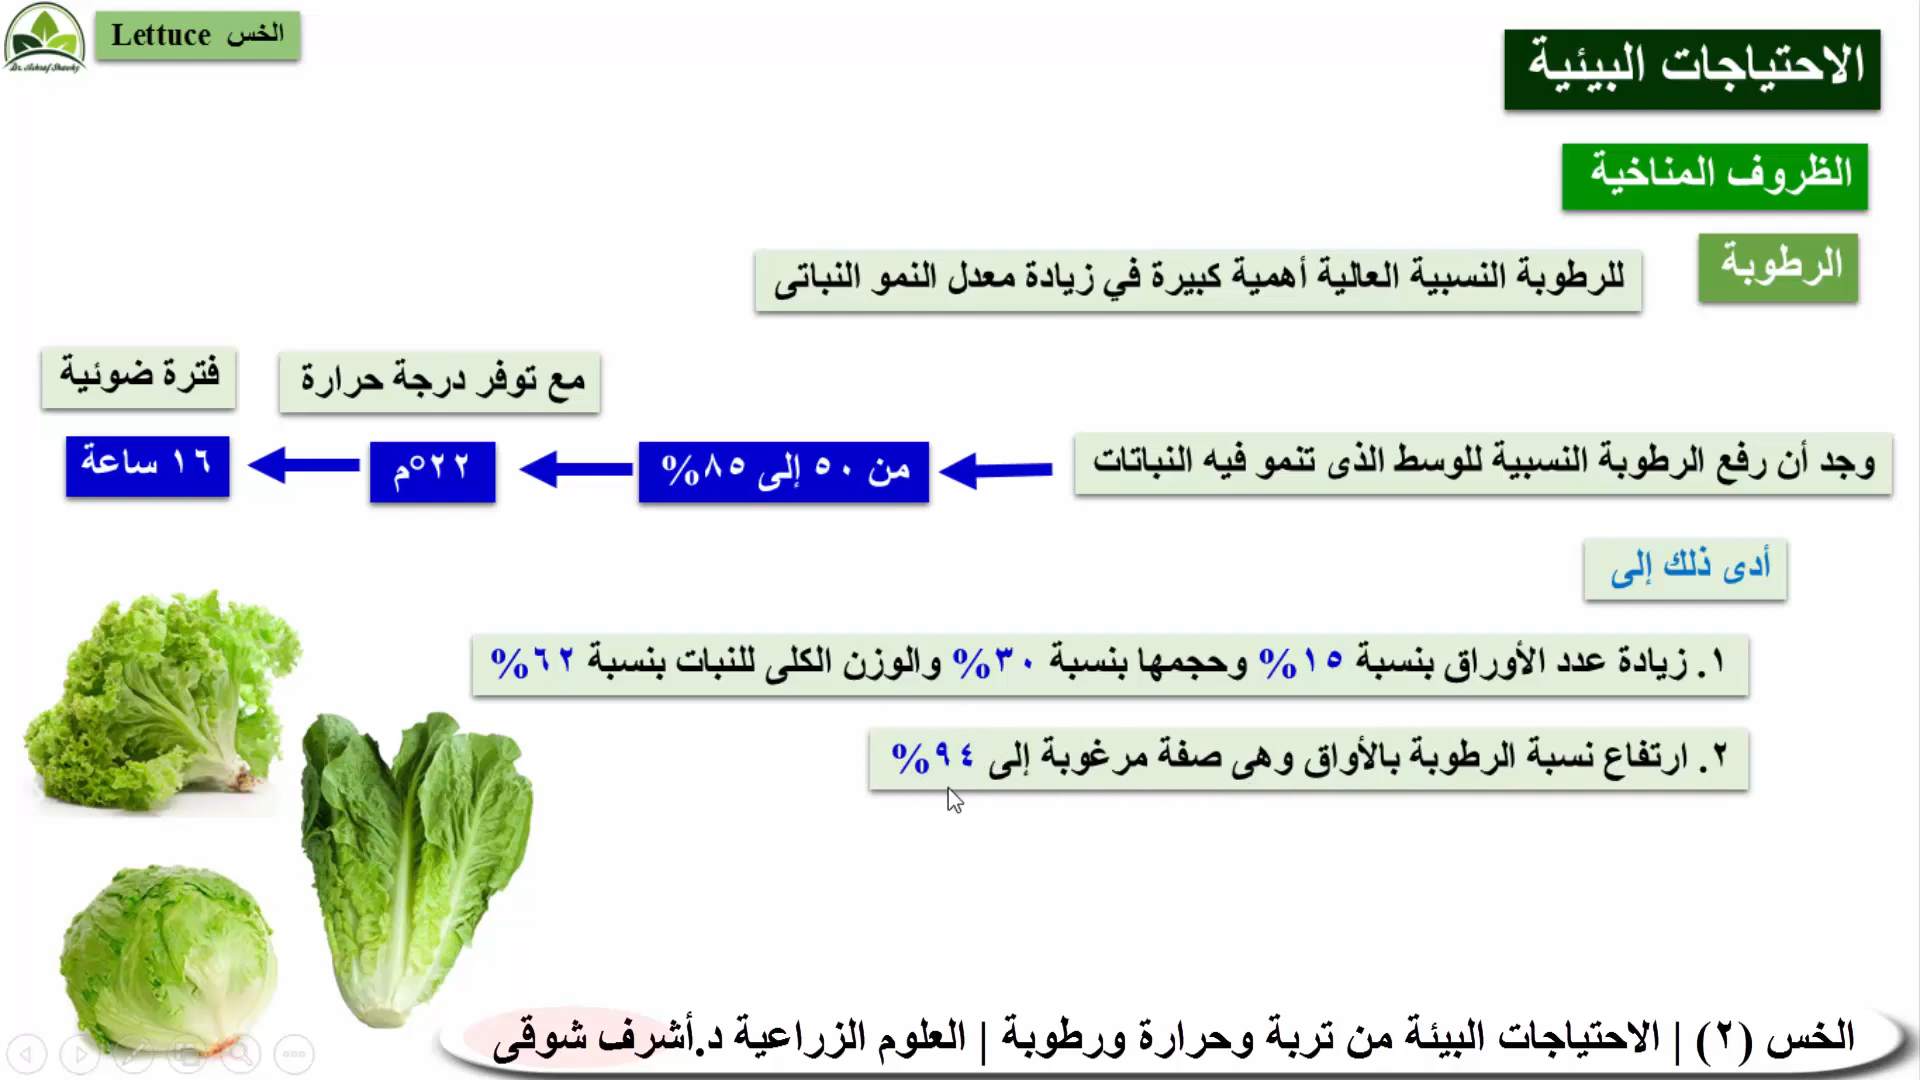 الخس Lettuce
Dr. Ashraf Shawky
الاحتياجات البيئية
الظروف المناخية
الرطوبة
للرطوبة النسبية العالية أهمية كبيرة في زيادة معدل النمو النباتى
مع توفر درجة حرارة
فترة ضوئية
وجد أن رفع الرطوبة النسبية للوسط الذى تنمو فيه النباتات
من ٥٠ إلى ٨٥%
٢٢°م
١٦ ساعة
أدى ذلك إلى
١. زيادة عدد الأوراق بنسبة ١٥% وحجمها بنسبة ٣٠% والوزن الكلى للنبات بنسبة ٦٢%
٢. ارتفاع نسبة الرطوبة بالأواق وهى صفة مرغوبة إلى ٩٤%
الخس (٢) | الاحتياجات البيئة من تربة وحرارة ورطوبة | العلوم الزراعية د.أشرف شوقى